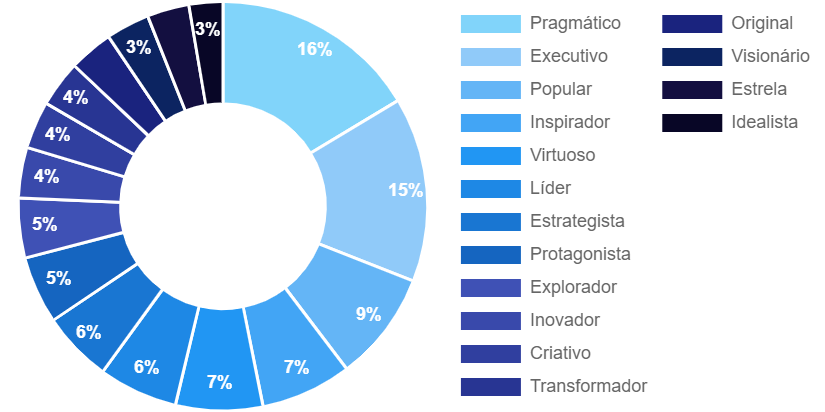 16%
15%
9%
7%
7%
6%
6%
5%
5%
4%
4%
4%
3%
3%
Pragmático
Executivo
Popular
Inspirador
Virtuoso
Líder
Estrategista
Protagonista
Explorador
Inovador
Criativo
Transformador
Original
Visionário
Estrela
Idealista